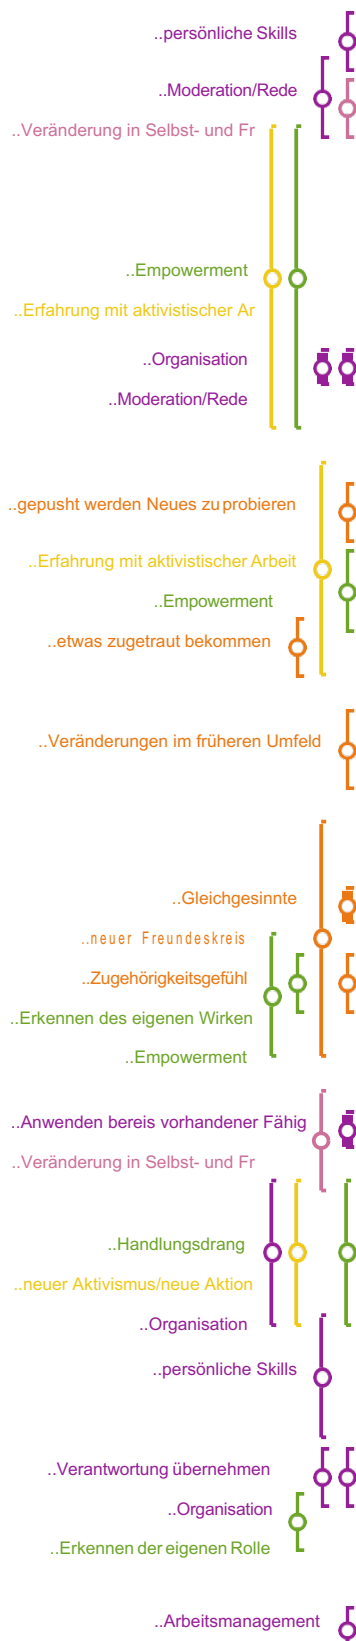 ..persönliche Skills
..Moderation/Rede
..Veränderung in Selbst- und Fr
..Empowerment
..Erfahrung mit aktivistischer Ar
..Organisation
..Moderation/Rede
..gepusht werden Neues zu probieren
..Erfahrung mit aktivistischer Arbeit
..Empowerment
..etwas zugetraut bekommen
..Veränderungen im früheren Umfeld
..Gleichgesinnte
..neuer Freundeskreis
..Zugehörigkeitsgefühl
..Erkennen des eigenen Wirken
..Empowerment
..Anwenden bereis vorhandener Fähig
..Veränderung in Selbst- und Fr
..Handlungsdrang
..neuer Aktivismus/neue Aktion
..Organisation
..persönliche Skills
..Verantwortung übernehmen
..Organisation
..Erkennen der eigenen Rolle
..Arbeitsmanagement